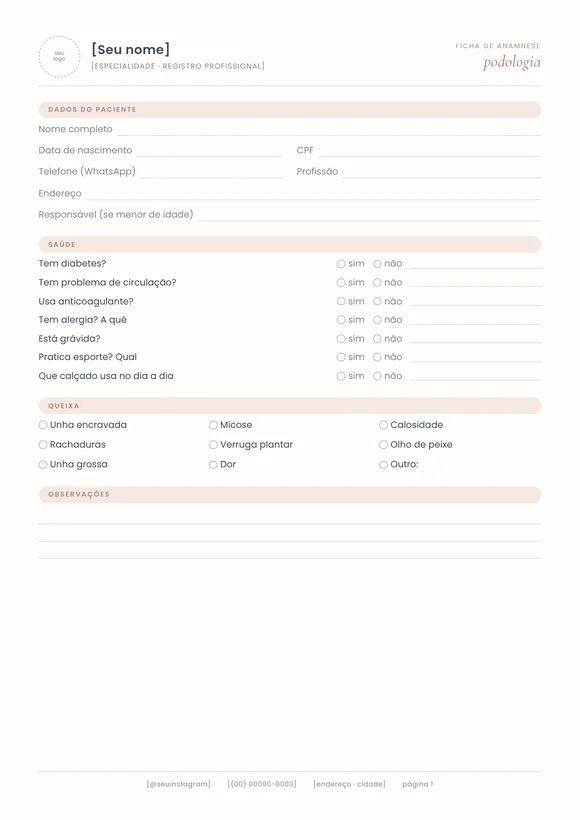 seu
logo
[Seu nome]
[ESPECIALIDADE · REGISTRO PROFISSIONAL]
FICHA DE ANAMNESE
podologia
DADOS DO PACIENTE
Nome completo
Data de nascimento CPF
Telefone (WhatsApp) Profissão
Endereço
Responsável (se menor de idade)
SAÚDE
Tem diabetes? sim não
Tem problema de circulação? sim não
Usa anticoagulante? sim não
Tem alergia? A quê sim não
Está grávida? sim não
Pratica esporte? Qual sim não
Que calçado usa no dia a dia sim não
QUEIXA
Unha encravada Micose Calosidade
Rachaduras Verruga plantar Olho de peixe
Unha grossa Dor Outro:
OBSERVAÇÕES
[@seuinstagram] [(00) 00000-0000] [endereço · cidade] página 1